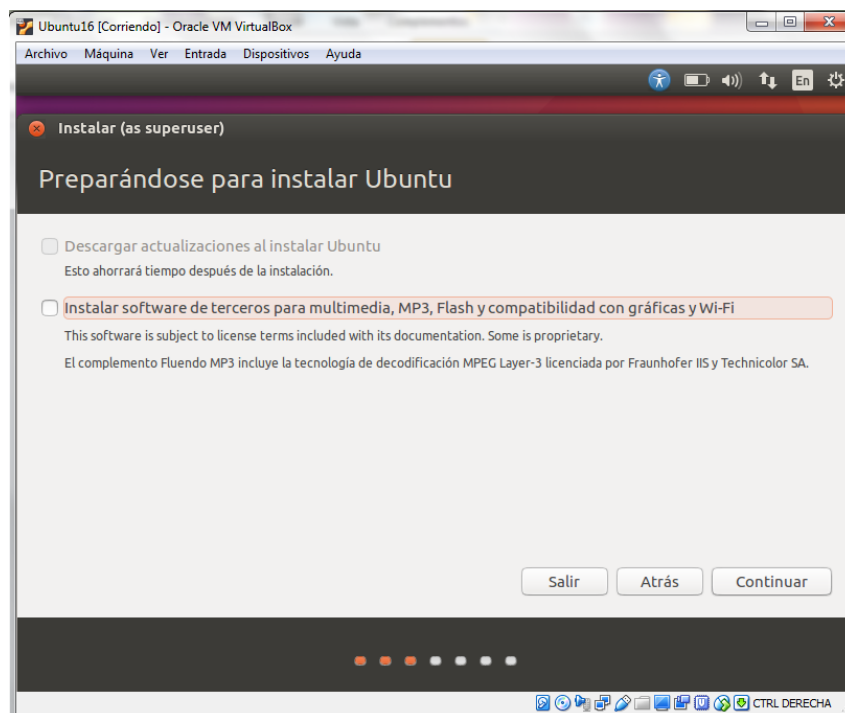 Ubuntu16 [Corriendo] - Oracle VM VirtualBox
Archivo Máquina Ver Entrada Dispositivos Ayuda
En
Instalar (as superuser)
Preparándose para instalar Ubuntu
Descargar actualizaciones al instalar Ubuntu
Esto ahorrará tiempo después de la instalación.
Instalar software de terceros para multimedia, MP3, Flash y compatibilidad con gráficas y Wi-Fi
This software is subject to license terms included with its documentation. Some is proprietary.
El complemento Fluendo MP3 incluye la tecnología de decodificación MPEG Layer-3 licenciada por Fraunhofer IIS y Technicolor SA.
Salir Atrás Continuar
CTRL DERECHA